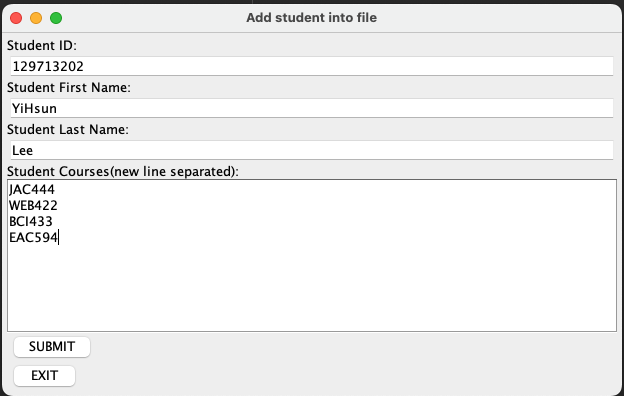 Add student into file
Student ID:
129713202
Student First Name:
YiHsun
Student Last Name:
Lee
Student Courses(new line separated):
JAC444
WEB422
BCI433
EAC594
SUBMIT
EXIT